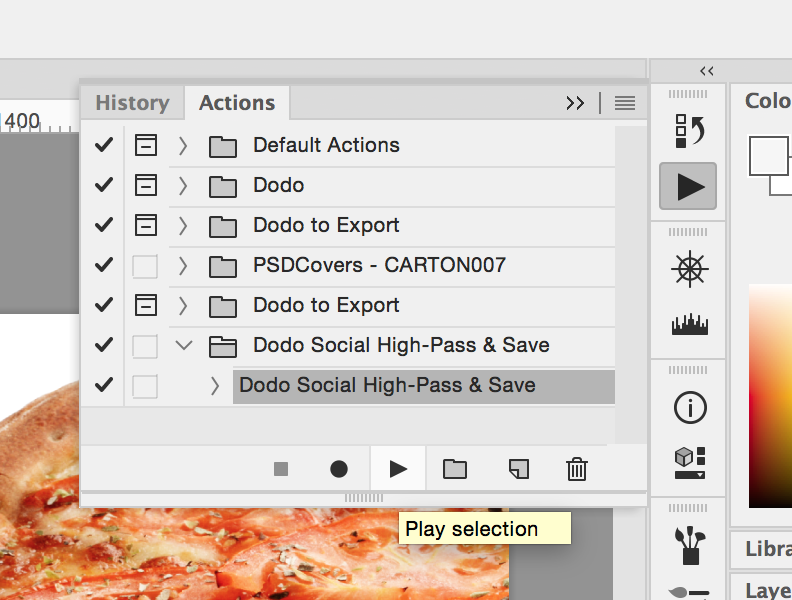 History Actions
400
Colo
Default Actions
Dodo
Dodo to Export
PSDCovers - CARTON007
Dodo to Export
Dodo Social High-Pass & Save
Dodo Social High-Pass & Save
Play selection
Libra
Laye